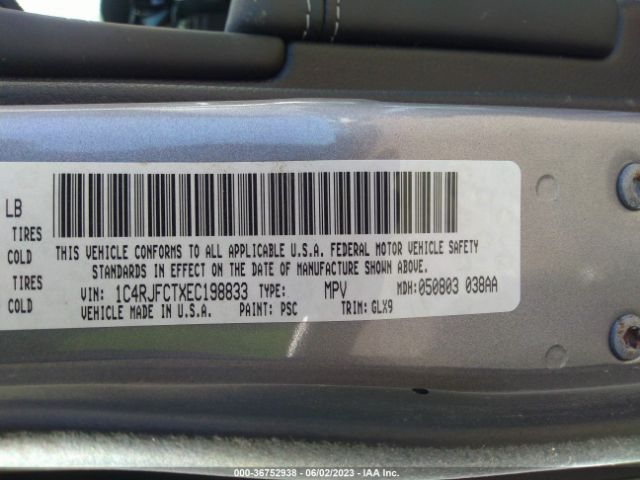 LB
TIRES
COLD
TIRES
COLD
THIS VEHICLE CONFORMS TO ALL APPLICABLE U.S.A. FEDERAL MOTOR VEHICLE SAFETY
STANDARDS IN EFFECT ON THE DATE OF MANUFACTURE SHOWN ABOVE.
VIN: 1C4RJFCTXEC198833 TYPE: MPV MDH:050803 038AA
VEHICLE MADE IN U.S.A. PAINT: PSC TRIM: GLX9
000-36752938 - 06/02/2023 - IAA Inc.